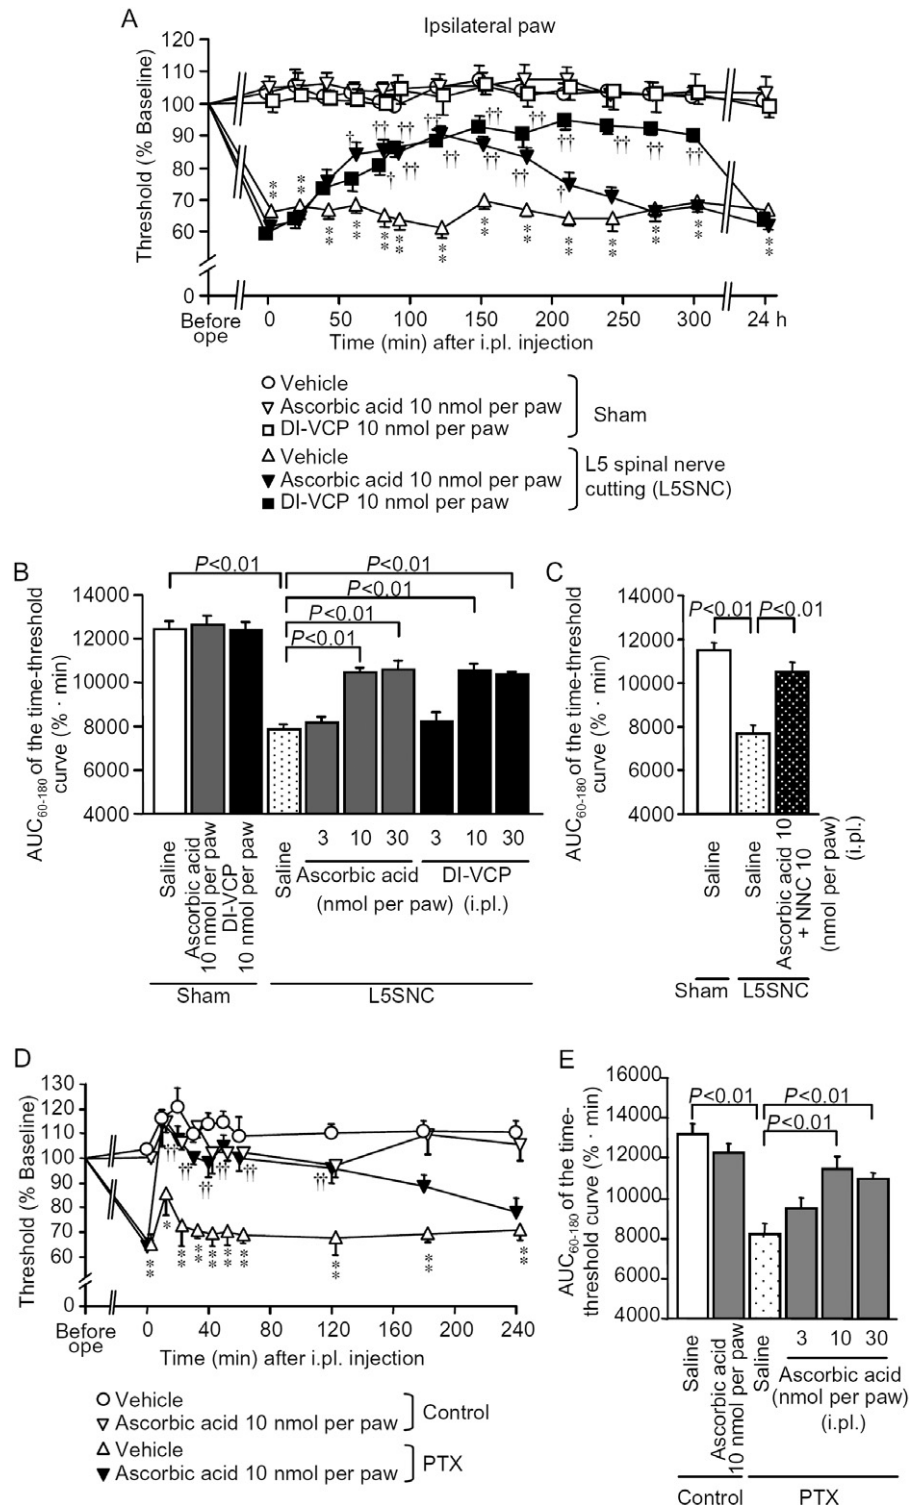 A
Ipsilateral paw
Threshold (% Baseline)
120
110
100
90
80
70
60
0
Before
ope
0
50
100
150
200
250
300
24 h
Time (min) after i.pl. injection
†
††
††
††
††
††
†
††
††
††
††
††
†
††
††
††
**
**
**
**
**
**
**
**
**
**
**
**
**
**
Vehicle
Ascorbic acid 10 nmol per paw
DI-VCP 10 nmol per paw
Sham
Vehicle
Ascorbic acid 10 nmol per paw
DI-VCP 10 nmol per paw
L5 spinal nerve
cutting (L5SNC)
B
AUC60-180 of the time-threshold
curve (% · min)
14000
12000
10000
8000
6000
4000
P<0.01
P<0.01
P<0.01
P<0.01
P<0.01
Saline
Ascorbic acid
10 nmol per paw
DI-VCP
10 nmol per paw
Saline
3
10
30
3
10
30
Ascorbic acid
DI-VCP
(nmol per paw) (i.pl.)
Sham
L5SNC
C
AUC60-180 of the time-threshold
curve (% · min)
14000
12000
10000
8000
6000
4000
P<0.01
P<0.01
Saline
Saline
Ascorbic acid 10
+ NNC 10
(nmol per paw)
(i.pl.)
Sham
L5SNC
D
Threshold (% Baseline)
130
120
110
100
90
80
70
60
0
Before
ope
0
40
80
120
160
200
240
Time (min) after i.pl. injection
††
††
††
††
††
††
**
*
**
**
**
**
**
**
**
**
Vehicle
Ascorbic acid 10 nmol per paw
Control
Vehicle
Ascorbic acid 10 nmol per paw
PTX
E
AUC60-180 of the time-
threshold curve (% · min)
16000
14000
12000
10000
8000
6000
4000
P<0.01
P<0.01
P<0.01
Saline
Ascorbic acid
10 nmol per paw
Saline
3
10
30
Ascorbic acid
(nmol per paw)
(i.pl.)
Control
PTX